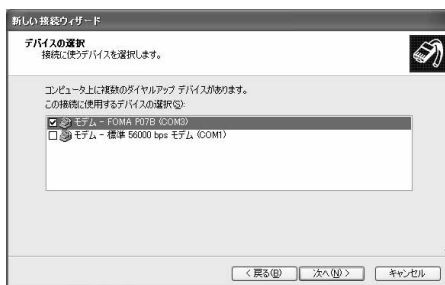 新しい接続ウィザード
デバイスの選択
接続に使うデバイスを選択します。
コンピュータ上に複数のダイヤルアップ デバイスがあります。
この接続に使用するデバイスの選択(S):
モデム - FOMA P07B (COM3)
モデム - 標準 56000 bps モデム (COM1)
< 戻る(B)
次へ(N) >
キャンセル